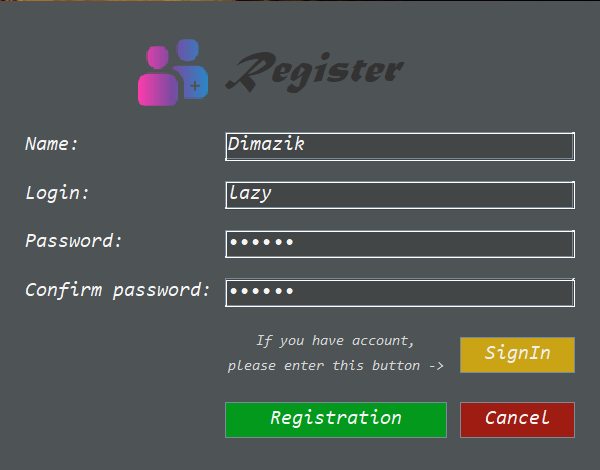 Register
Name: Dimazik
Login: lazy
Password: ••••••
Confirm password: ••••••
If you have account,
please enter this button -> SignIn
Registration Cancel